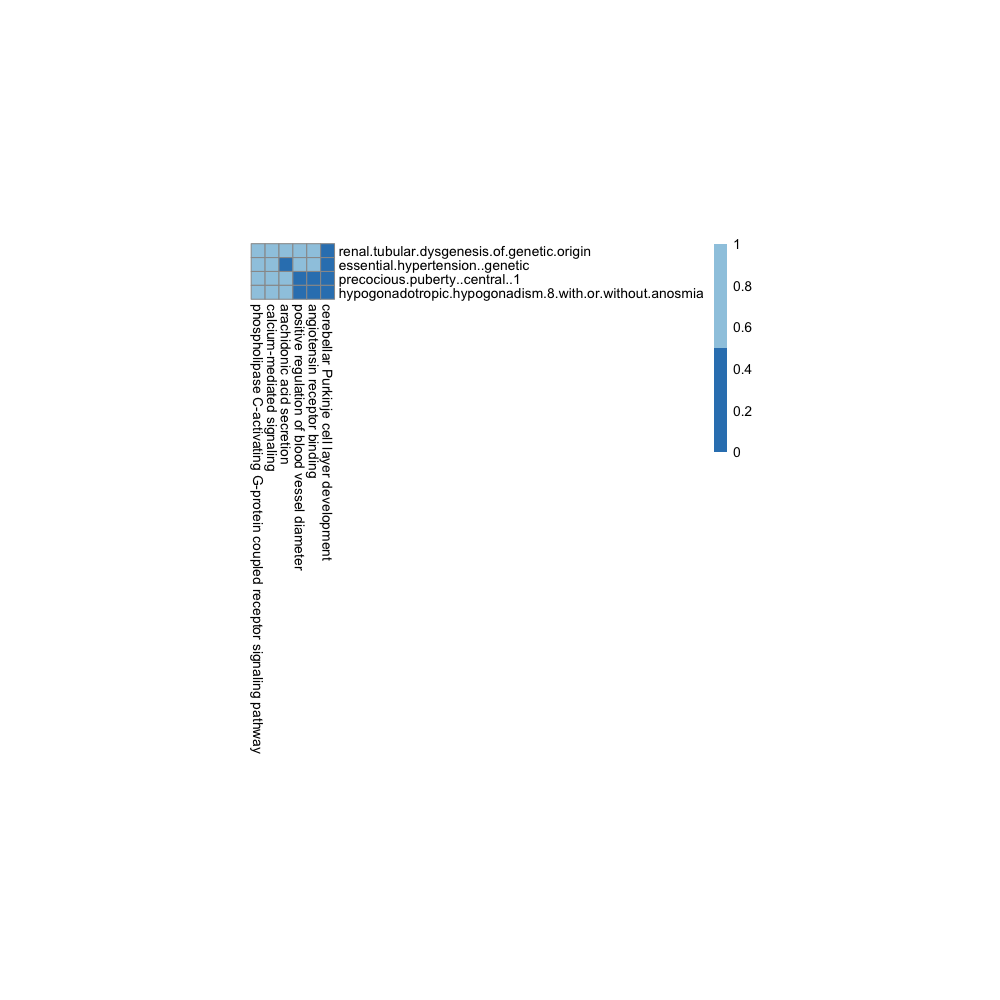 renal.tubular.dysgenesis.of.genetic.origin
essential.hypertension..genetic
precocious.puberty..central..1
hypogonadotropic.hypogonadism.8.with.or.without.anosmia
phospholipase C-activating G-protein coupled receptor signaling pathway
calcium-mediated signaling
arachidonic acid secretion
positive regulation of blood vessel diameter
angiotensin receptor binding
cerebellar Purkinje cell layer development
1
0.8
0.6
0.4
0.2
0